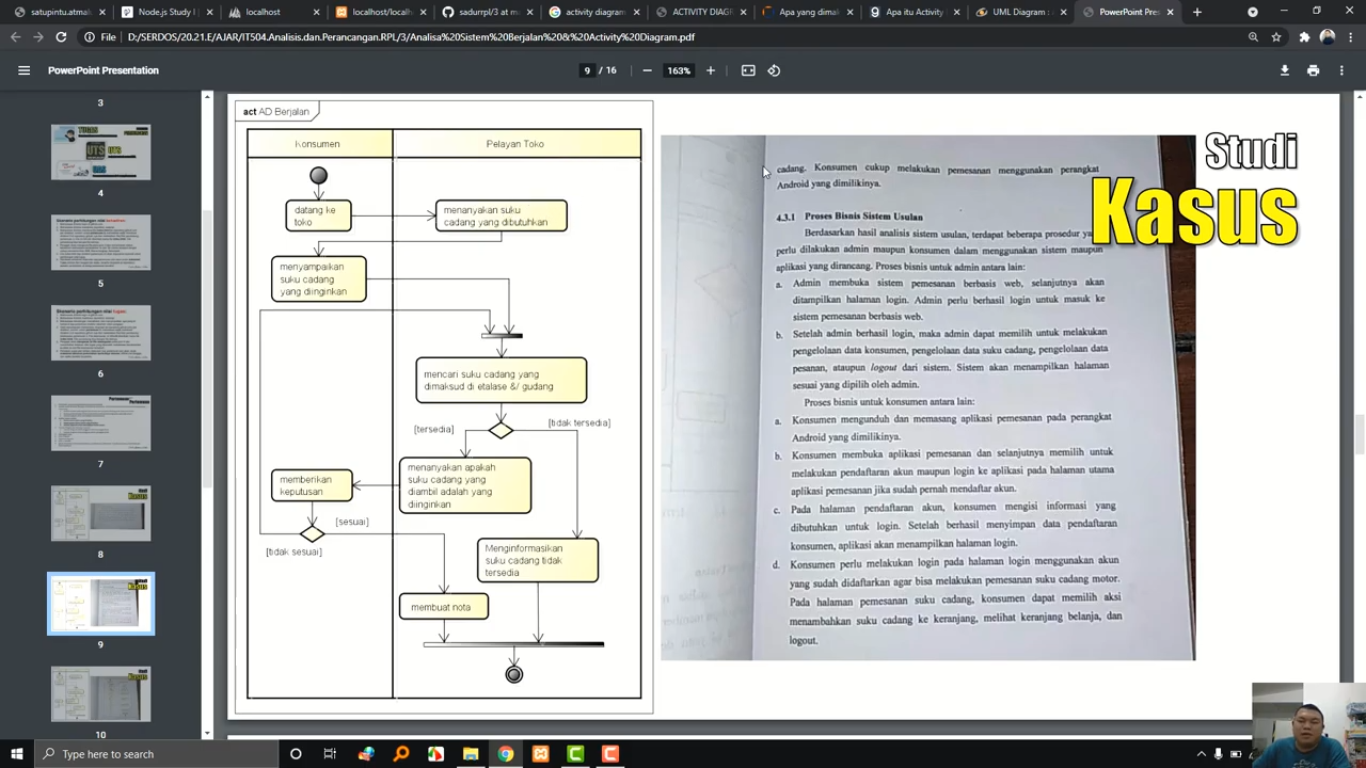 satupintu.atmalu
Node.js Study I
localhost
localhost/localh
sadurrpl/3 at m
activity diagram
ACTIVITY DIAGR
Apa yang dimak
Apa itu Activity
UML Diagram :
PowerPoint Pres
File
D:/SERDOS/20.21.E/AJAR/IT504.Analisis.dan.Perancangan.RPL/3/Analisa%20Sistem%20Berjalan%20&%20Activity%20Diagram.pdf
PowerPoint Presentation
9 / 16
163%
3
4
5
6
7
8
9
10
act AD Berjalan
Konsumen
Pelayan Toko
datang ke
toko
menanyakan suku
cadang yang dibutuhkan
menyampaikan
suku cadang
yang diinginkan
mencari suku cadang yang
dimaksud di etalase &/ gudang
[tersedia]
[tidak tersedia]
menanyakan apakah
suku cadang yang
diambil adalah yang
diinginkan
memberikan
keputusan
[sesuai]
[tidak sesuai]
Menginformasikan
suku cadang tidak
tersedia
membuat nota
Studi
Kasus
cadang. Konsumen cukup melakukan pemesanan menggunakan perangkat
Android yang dimilikinya.
4.3.1 Proses Bisnis Sistem Usulan
Berdasarkan hasil analisis sistem usulan, terdapat beberapa prosedur
perlu dilakukan admin maupun konsumen dalam menggunakan sistem maupun
aplikasi yang dirancang. Proses bisnis untuk admin antara lain:
a. Admin membuka sistem pemesanan berbasis web, selanjutnya akan
ditampilkan halaman login. Admin perlu berhasil login untuk masuk ke
sistem pemesanan berbasis web.
b. Setelah admin berhasil login, maka admin dapat memilih untuk melakukan
pengelolaan data konsumen, pengelolaan data suku cadang, pengelolaan data
pesanan, ataupun logout dari sistem. Sistem akan menampilkan halaman
sesuai yang dipilih oleh admin.
Proses bisnis untuk konsumen antara lain:
a. Konsumen mengunduh dan memasang aplikasi pemesanan pada perangkat
Android yang dimilikinya.
b. Konsumen membuka aplikasi pemesanan dan selanjutnya memilih untuk
melakukan pendaftaran akun maupun login ke aplikasi pada halaman utama
aplikasi pemesanan jika sudah pernah mendaftar akun.
c. Pada halaman pendaftaran akun, konsumen mengisi informasi yang
dibutuhkan untuk login. Setelah berhasil menyimpan data pendaftaran
konsumen, aplikasi akan menampilkan halaman login.
d. Konsumen perlu melakukan login pada halaman login menggunakan akun
yang sudah didaftarkan agar bisa melakukan pemesanan suku cadang motor.
Pada halaman pemesanan suku cadang, konsumen dapat memilih aksi
menambahkan suku cadang ke keranjang, melihat keranjang belanja, dan
logout.
Type here to search